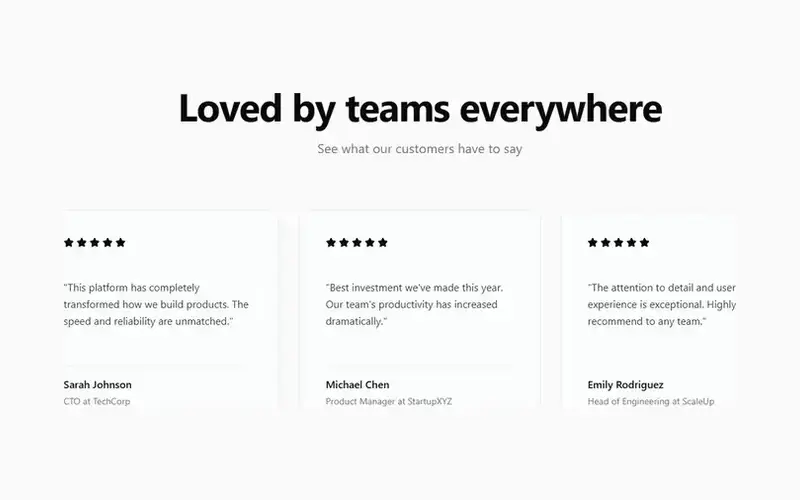 Loved by teams everywhere
See what our customers have to say
"This platform has completely
transformed how we build products. The
speed and reliability are unmatched."
Sarah Johnson
CTO at TechCorp
"Best investment we've made this year.
Our team's productivity has increased
dramatically."
Michael Chen
Product Manager at StartupXYZ
"The attention to detail and user
experience is exceptional. Highly
recommend to any team."
Emily Rodriguez
Head of Engineering at ScaleUp